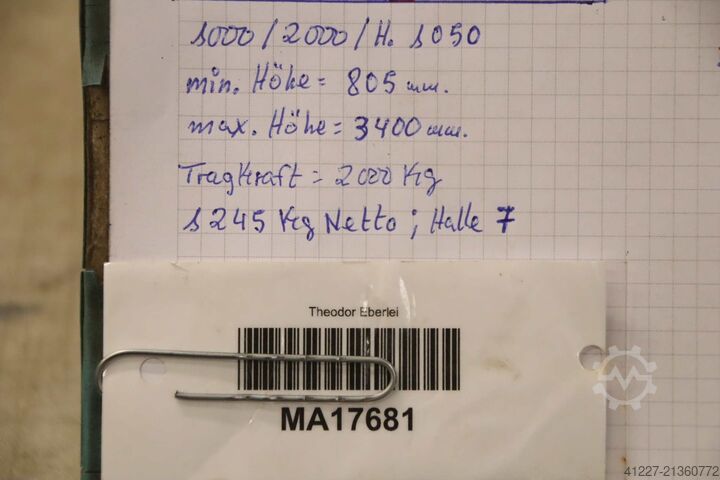 1000/2000/H. 1050
min. Höhe = 805 mm.
max. Höhe = 3400 mm.
Tragkraft = 2000 Kg
1245 Kg Netto; Halle 7
Theodor Eberlei
MA17681
41227-21360772